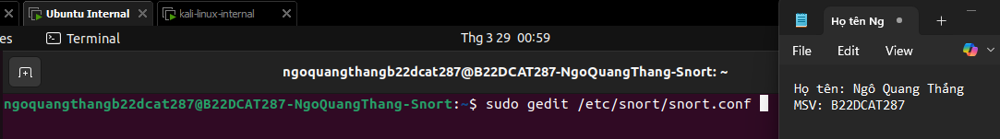 Ubuntu Internal
kali-linux-internal
es
Terminal
Thg 3 29 00:59
ngoquangthangb22dcat287@B22DCAT287-NgoQuangThang-Snort: ~
ngoquangthangb22dcat287@B22DCAT287-NgoQuangThang-Snort:~$ sudo gedit /etc/snort/snort.conf
Họ tên Ng
File Edit View
Họ tên: Ngô Quang Thắng
MSV: B22DCAT287